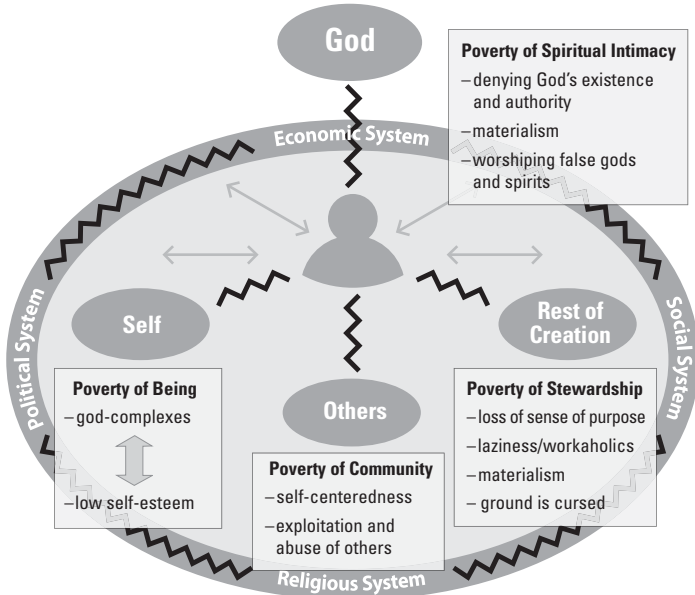 God
Poverty of Spiritual Intimacy
–denying God's existence
and authority
–materialism
–worshiping false gods
and spirits
Economic System
Political System
Social System
Self
Rest of
Creation
Others
Poverty of Being
–god-complexes
–low self-esteem
Poverty of Community
–self-centeredness
–exploitation and
abuse of others
Poverty of Stewardship
–loss of sense of purpose
–laziness/workaholics
–materialism
– ground is cursed
Religious System